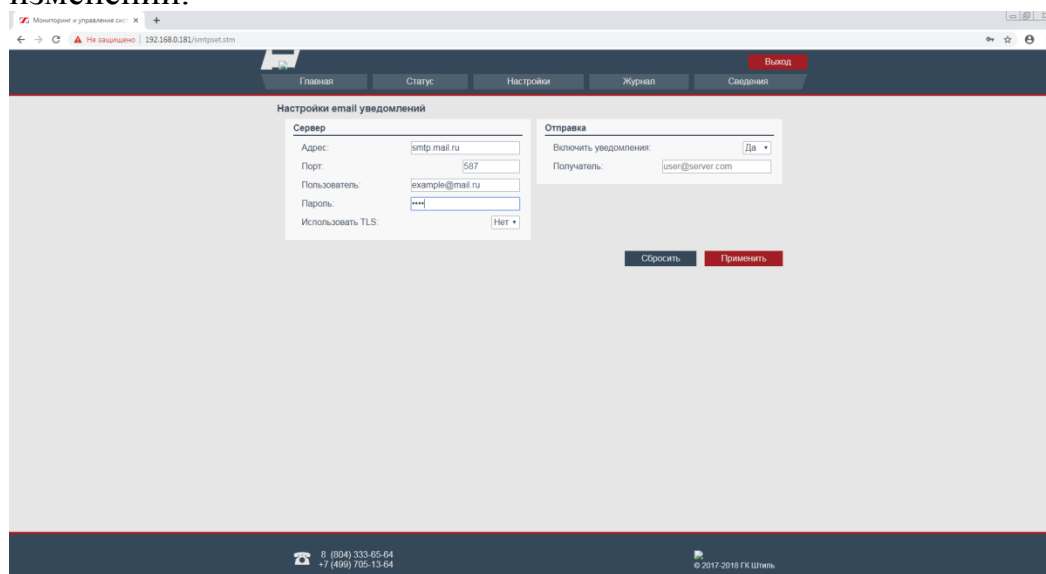 изменений.
Мониторинг и управление сис
Не защищено | 192.168.0.181/smtpset.stm
Выход
Главная Статус Настройки Журнал Сведения
Настройки email уведомлений
Сервер
Адрес: smtp.mail.ru
Порт: 587
Пользователь: example@mail.ru
Пароль: ••••
Использовать TLS: Нет
Отправка
Включить уведомления: Да
Получатель: user@server.com
Сбросить Применить
8 (804) 333-65-64
+7 (499) 705-13-64
© 2017-2018 ГК Штиль